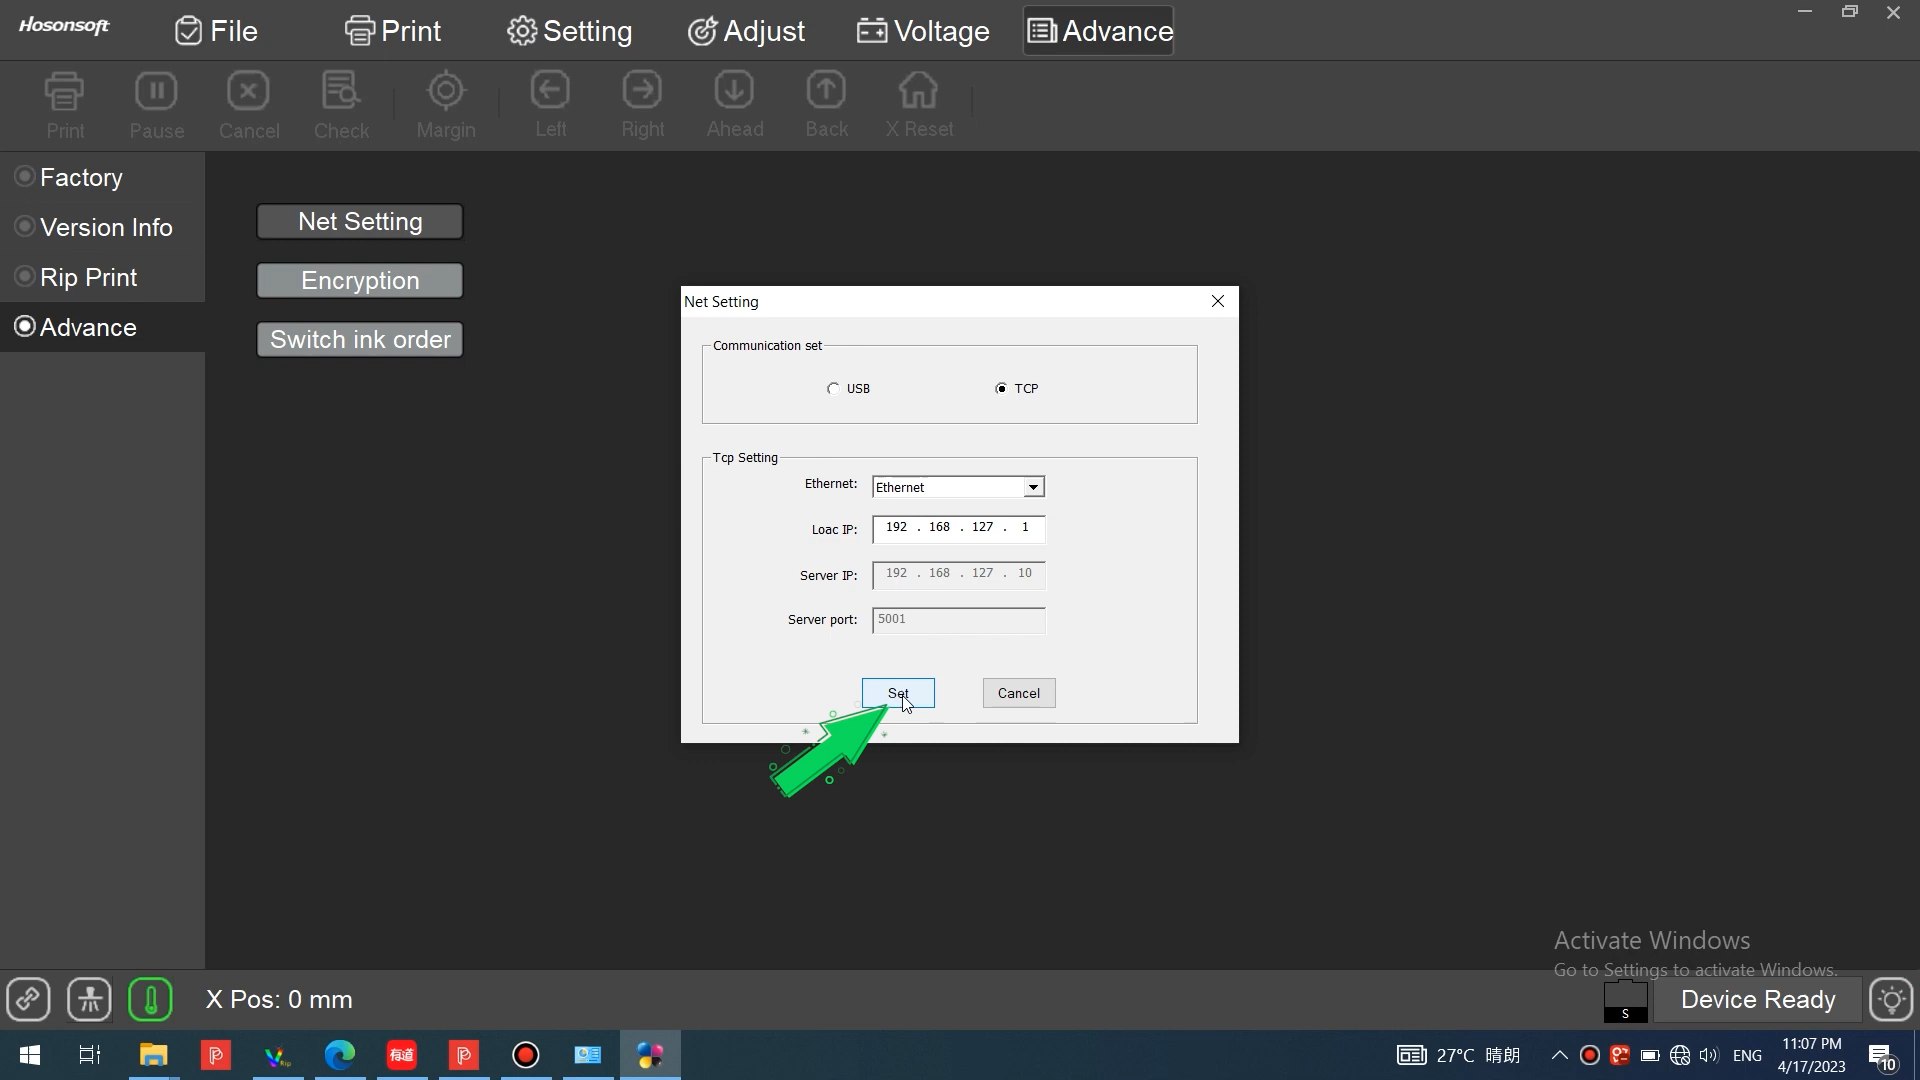 Hosonsoft
File
Print
Setting
Adjust
Voltage
Advance
Print
Pause
Cancel
Check
Margin
Left
Right
Ahead
Back
X Reset
Factory
Version Info
Rip Print
Advance
Net Setting
Encryption
Switch ink order
Net Setting
Communication set
USB
TCP
Tcp Setting
Ethernet: Ethernet
Loac IP: 192 . 168 . 127 . 1
Server IP: 192 . 168 . 127 . 10
Server port: 5001
Set
Cancel
Activate Windows
Go to Settings to activate Windows.
X Pos: 0 mm
S
Device Ready
Rip
有道
27°C 晴朗
ENG
11:07 PM
4/17/2023
10